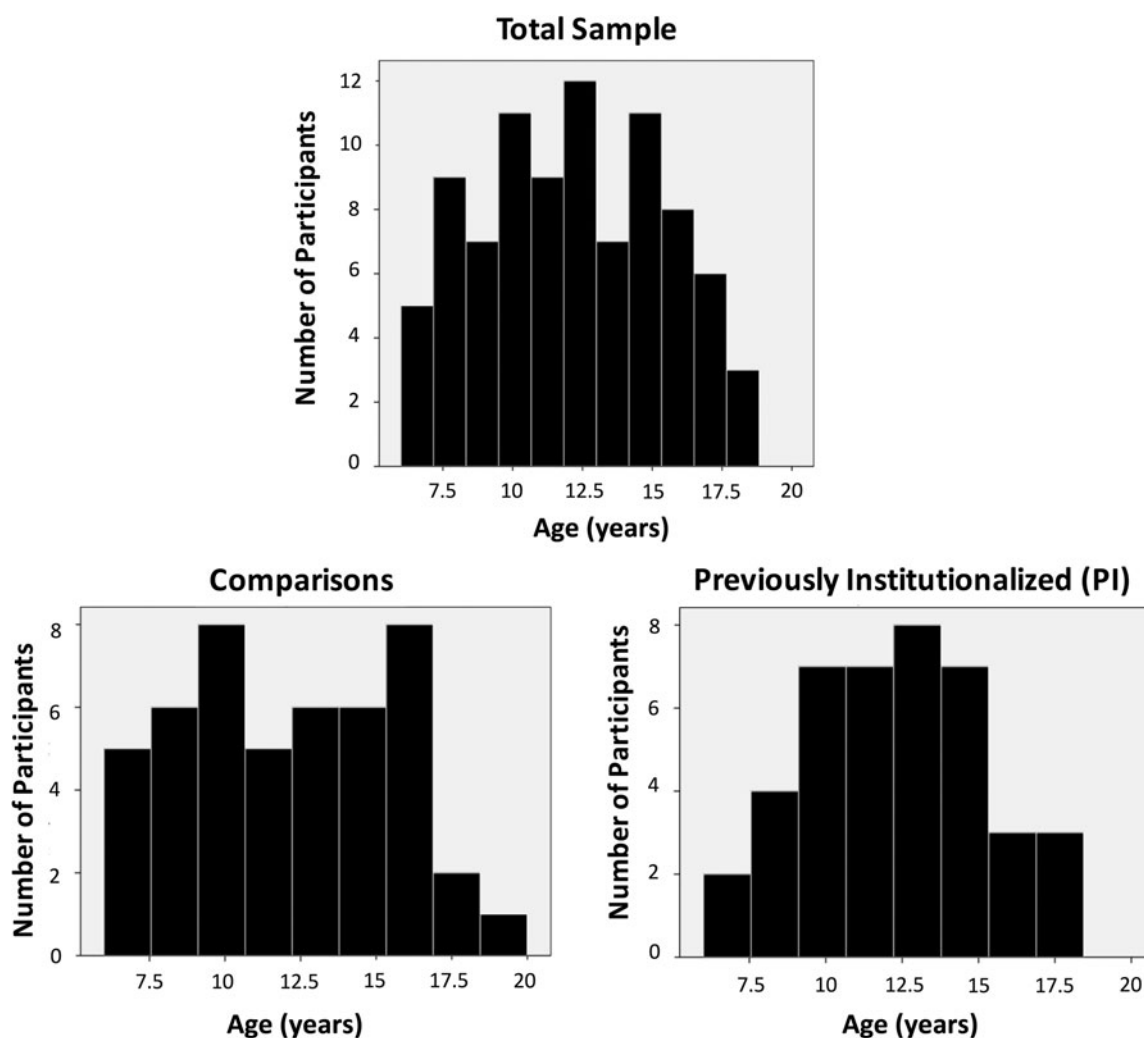 Total Sample
Number of Participants
12
10
8
6
4
2
0
7.5 10 12.5 15 17.5 20
Age (years)
Comparisons
Number of Participants
8
6
4
2
0
7.5 10 12.5 15 17.5 20
Age (years)
Previously Institutionalized (PI)
Number of Participants
8
6
4
2
0
7.5 10 12.5 15 17.5 20
Age (years)